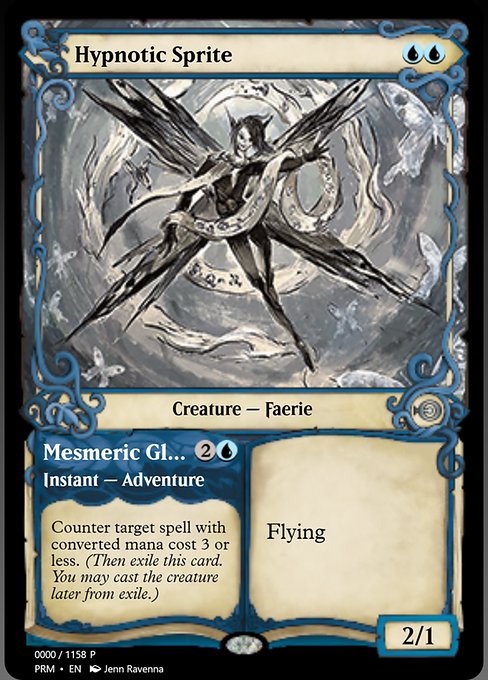 Hypnotic Sprite
Creature — Faerie
Mesmeric Gl... 2
Instant — Adventure
Counter target spell with
converted mana cost 3 or
less. (Then exile this card.
You may cast the creature
later from exile.)
Flying
2/1
0000 / 1158 P
PRM • EN Jenn Ravenna